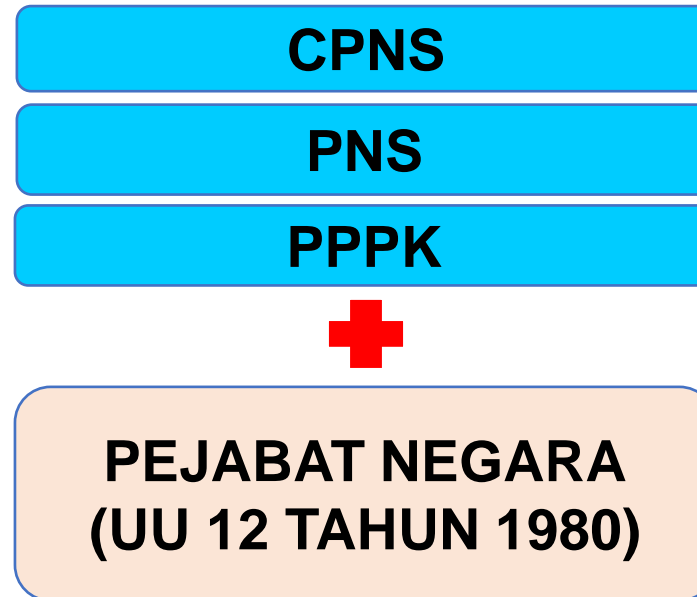 CPNS
PNS
PPPK
PEJABAT NEGARA
(UU 12 TAHUN 1980)